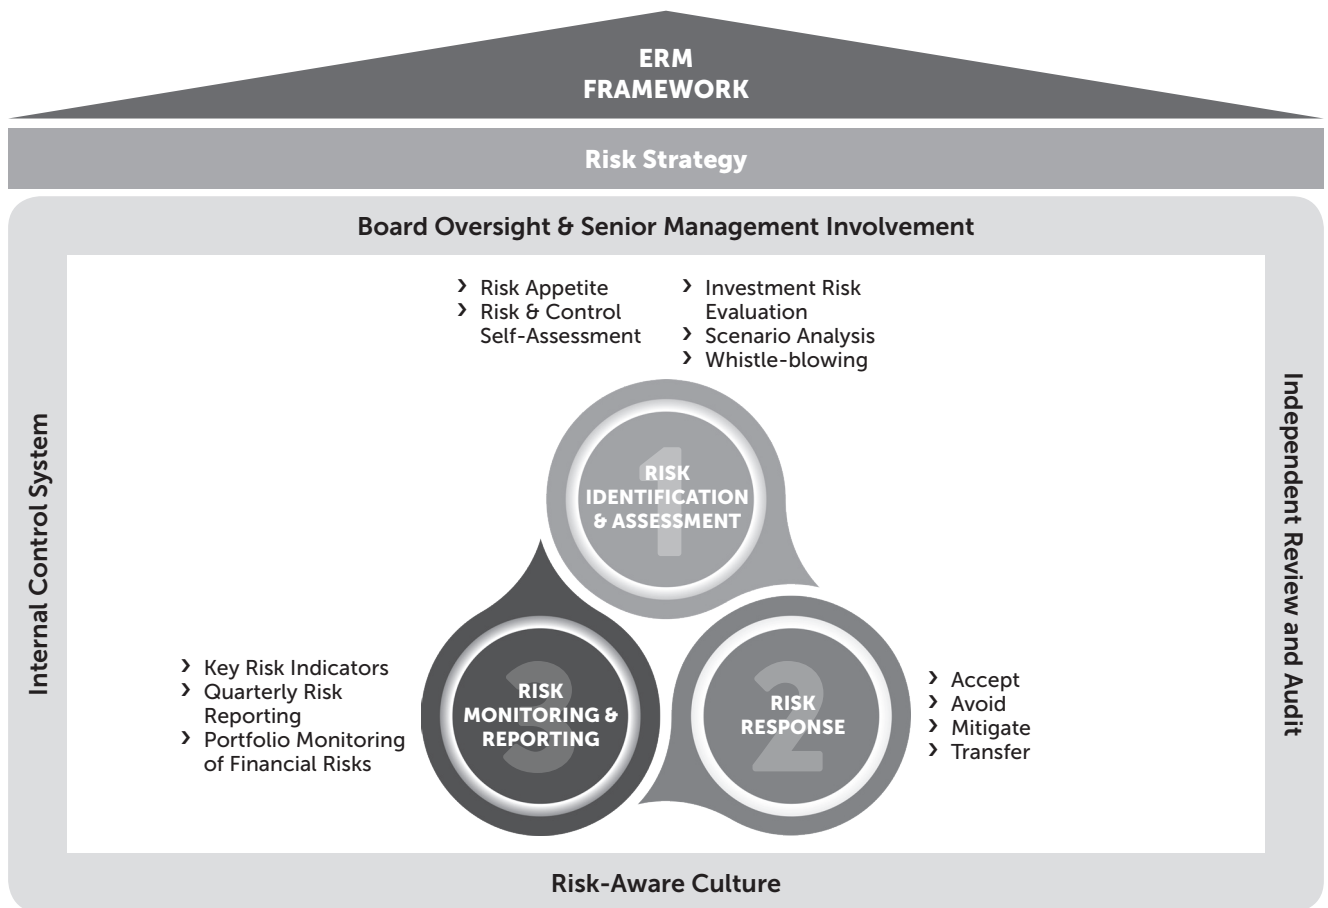 ERM
FRAMEWORK
Risk Strategy
Board Oversight & Senior Management Involvement
› Risk Appetite
› Risk & Control
Self-Assessment
› Investment Risk
Evaluation
› Scenario Analysis
› Whistle-blowing
Internal Control System
Independent Review and Audit
1
RISK
IDENTIFICATION
& ASSESSMENT
2
RISK
RESPONSE
› Accept
› Avoid
› Mitigate
› Transfer
3
RISK
MONITORING &
REPORTING
› Key Risk Indicators
› Quarterly Risk
Reporting
› Portfolio Monitoring
of Financial Risks
Risk-Aware Culture